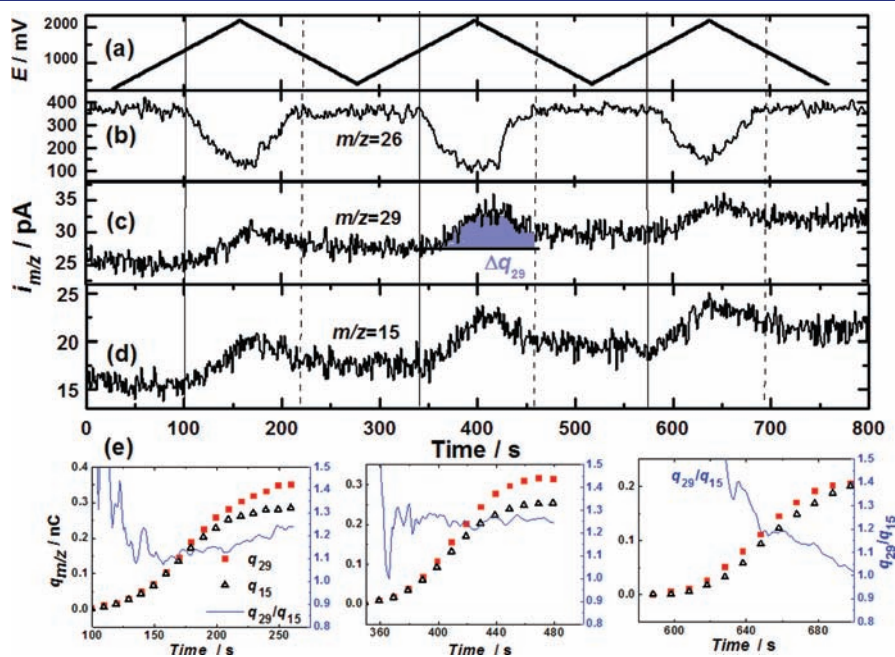 E / mV
2000
1000
(a)
400
300
200
100
(b)
m/z=26
i m/z / pA
35
30
25
(c)
m/z=29
Δq29
25
20
15
(d)
m/z=15
0 100 200 300 400 500 600 700 800
Time / s
(e)
q m/z / nC
0.4
0.3
0.2
0.1
0.0
q29
q15
q29/q15
1.5
1.4
1.3
1.2
1.1
1.0
0.9
0.8
100 150 200 250
Time / s
0.3
0.2
0.1
0.0
1.5
1.4
1.3
1.2
1.1
1.0
0.9
0.8
360 400 440 480
Time / s
q29/q15
0.2
0.1
0.0
1.5
1.4
1.3
1.2
1.1
1.0
0.9
0.8
q29/q15
600 640 680
Time / s